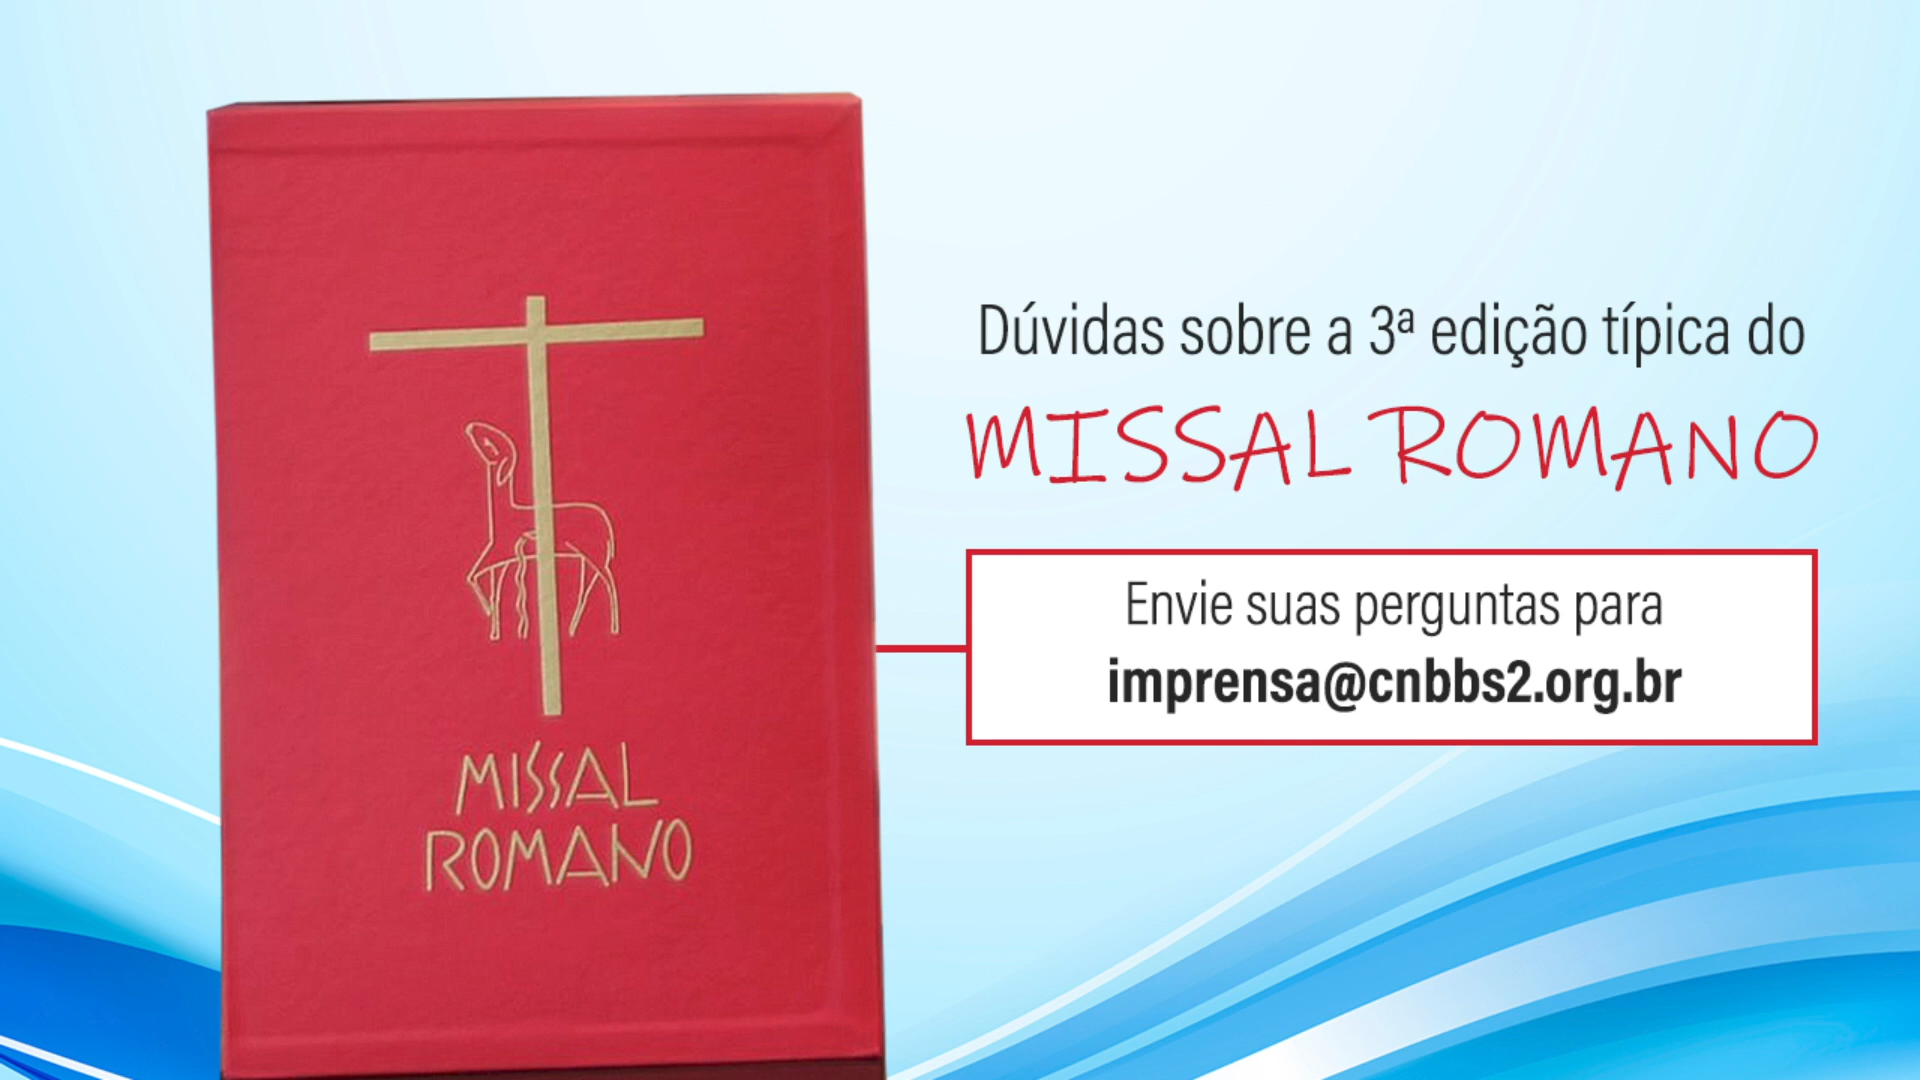 MISSAL
ROMANO
Dúvidas sobre a 3ª edição típica do
MISSAL ROMANO
Envie suas perguntas para
imprensa@cnbbs2.org.br